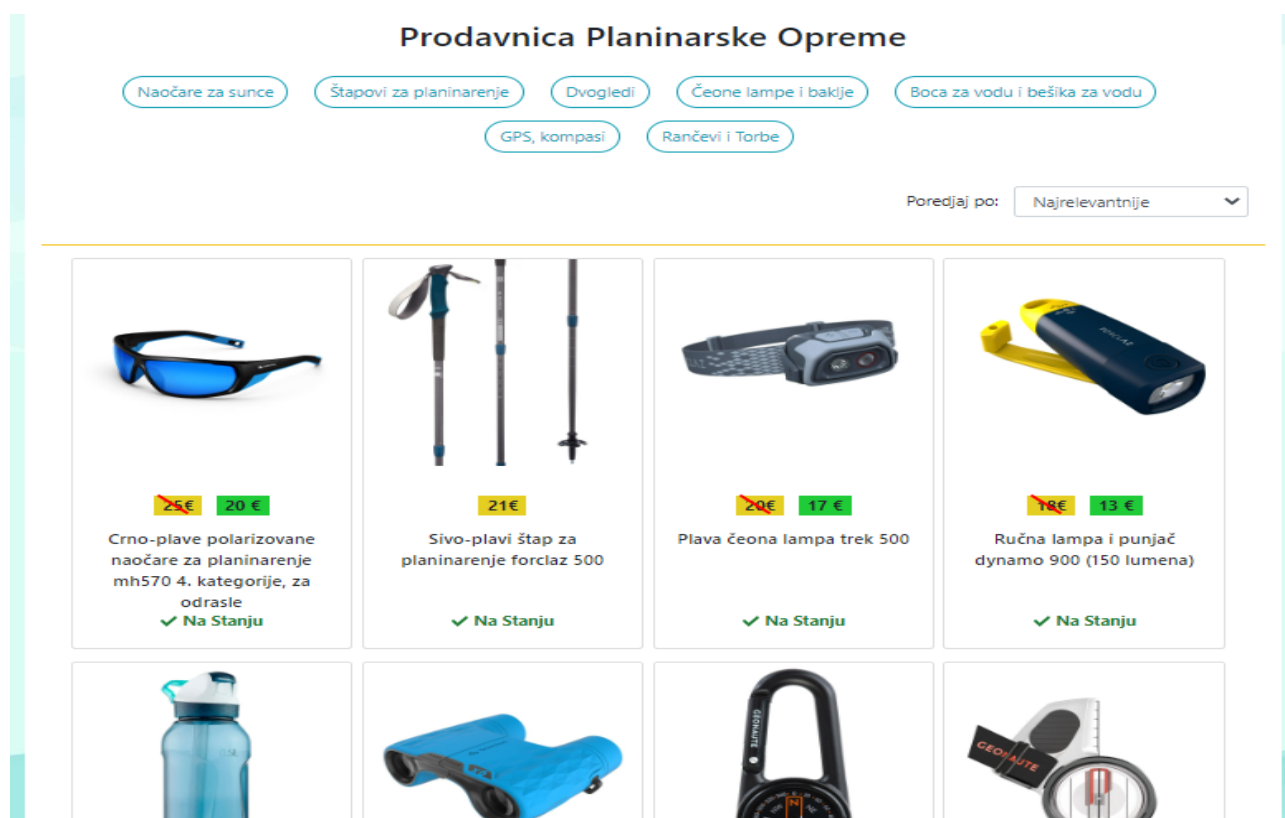 Prodavnica Planinarske Opreme
Naočare za sunce
Štapovi za planinarenje
Dvogledi
Čeone lampe i baklje
Boca za vodu i bešika za vodu
GPS, kompasi
Rančevi i Torbe
Poredjaj po:
Najrelevantnije
25€ 20 €
Crno-plave polarizovane
naočare za planinarenje
mh570 4. kategorije, za
odrasle
Na Stanju
21€
Sivo-plavi štap za
planinarenje forclaz 500
Na Stanju
20€ 17 €
Plava čeona lampa trek 500
Na Stanju
18€ 13 €
Ručna lampa i punjač
dynamo 900 (150 lumena)
Na Stanju
GEONAUTE
N
GEONAUTE